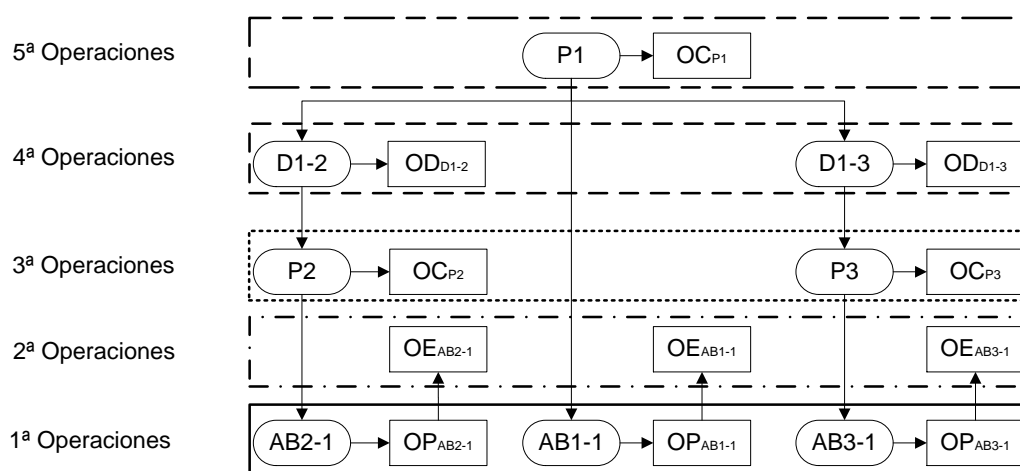 5ª Operaciones P1 OCP1
4ª Operaciones D1-2 ODD1-2 D1-3 ODD1-3
3ª Operaciones P2 OCP2 P3 OCP3
2ª Operaciones OEAB2-1 OEAB1-1 OEAB3-1
1ª Operaciones AB2-1 OPAB2-1 AB1-1 OPAB1-1 AB3-1 OPAB3-1